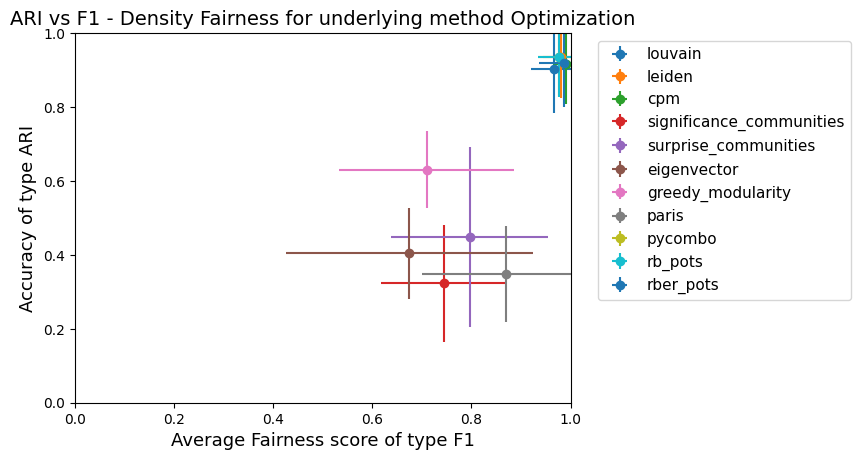 ARI vs F1 - Density Fairness for underlying method Optimization
1.0
0.8
0.6
0.4
0.2
0.0
Accuracy of type ARI
0.0 0.2 0.4 0.6 0.8 1.0
Average Fairness score of type F1
louvain
leiden
cpm
significance_communities
surprise_communities
eigenvector
greedy_modularity
paris
pycombo
rb_pots
rber_pots